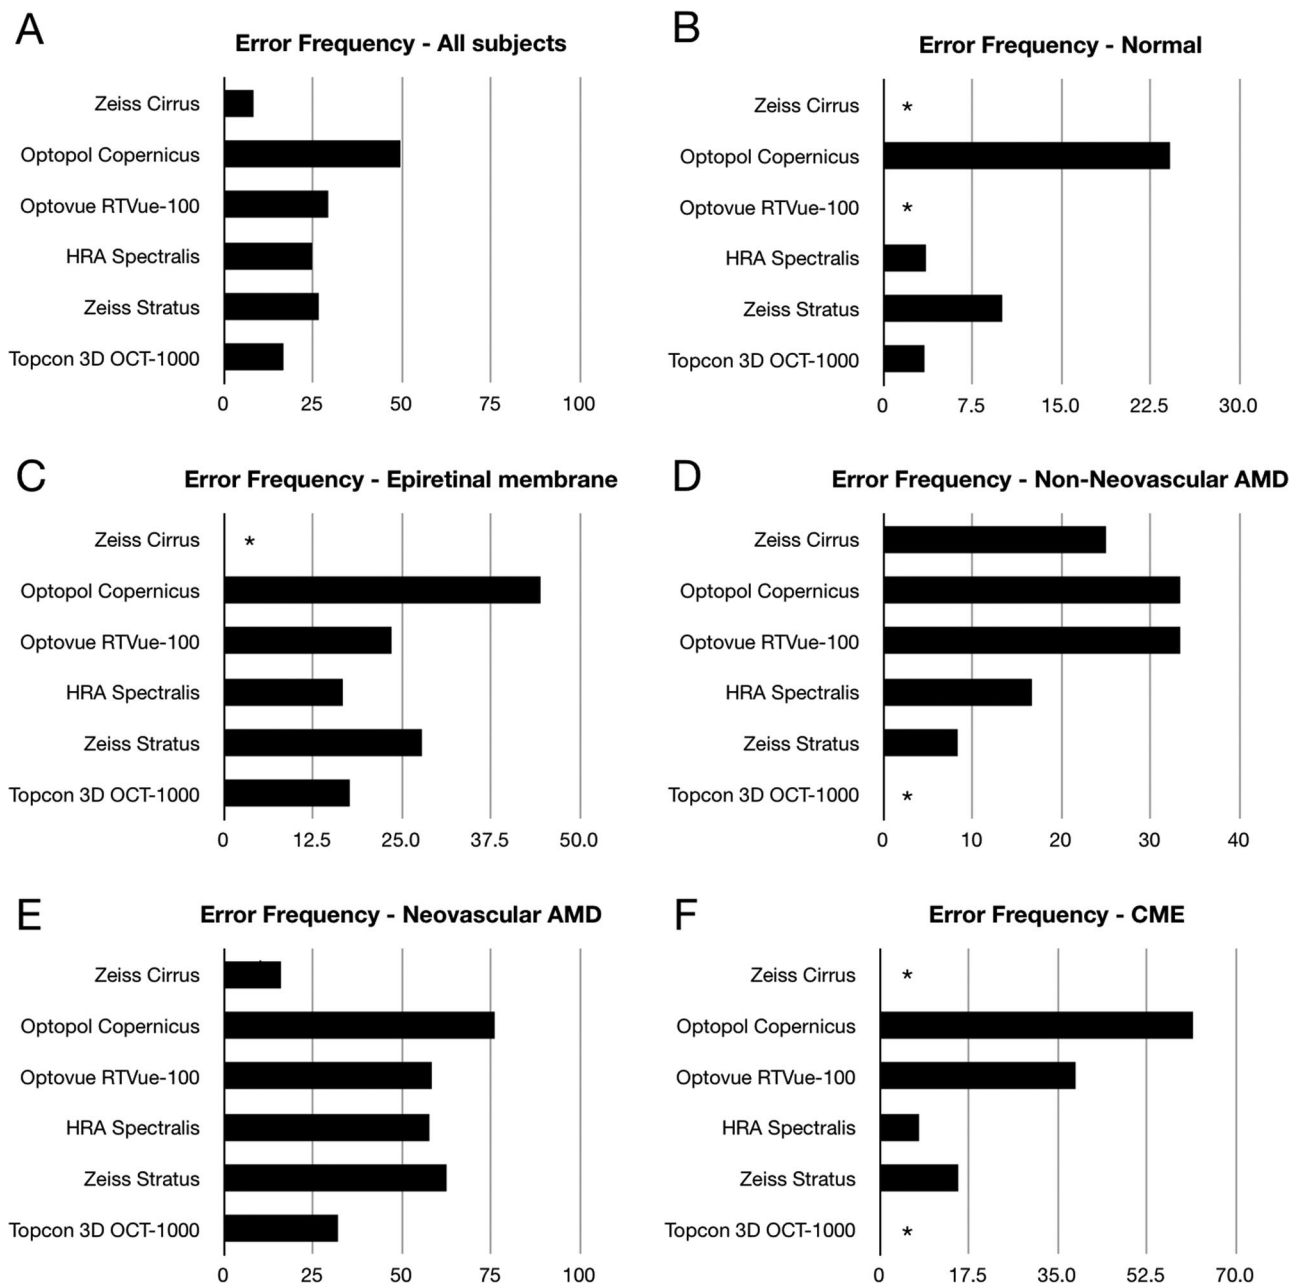 A
Error Frequency - All subjects
Zeiss Cirrus
Optopol Copernicus
Optovue RTVue-100
HRA Spectralis
Zeiss Stratus
Topcon 3D OCT-1000
0 25 50 75 100
B
Error Frequency - Normal
Zeiss Cirrus *
Optopol Copernicus
Optovue RTVue-100 *
HRA Spectralis
Zeiss Stratus
Topcon 3D OCT-1000
0 7.5 15.0 22.5 30.0
C
Error Frequency - Epiretinal membrane
Zeiss Cirrus *
Optopol Copernicus
Optovue RTVue-100
HRA Spectralis
Zeiss Stratus
Topcon 3D OCT-1000
0 12.5 25.0 37.5 50.0
D
Error Frequency - Non-Neovascular AMD
Zeiss Cirrus
Optopol Copernicus
Optovue RTVue-100
HRA Spectralis
Zeiss Stratus
Topcon 3D OCT-1000 *
0 10 20 30 40
E
Error Frequency - Neovascular AMD
Zeiss Cirrus
Optopol Copernicus
Optovue RTVue-100
HRA Spectralis
Zeiss Stratus
Topcon 3D OCT-1000
0 25 50 75 100
F
Error Frequency - CME
Zeiss Cirrus *
Optopol Copernicus
Optovue RTVue-100
HRA Spectralis
Zeiss Stratus
Topcon 3D OCT-1000 *
0 17.5 35.0 52.5 70.0